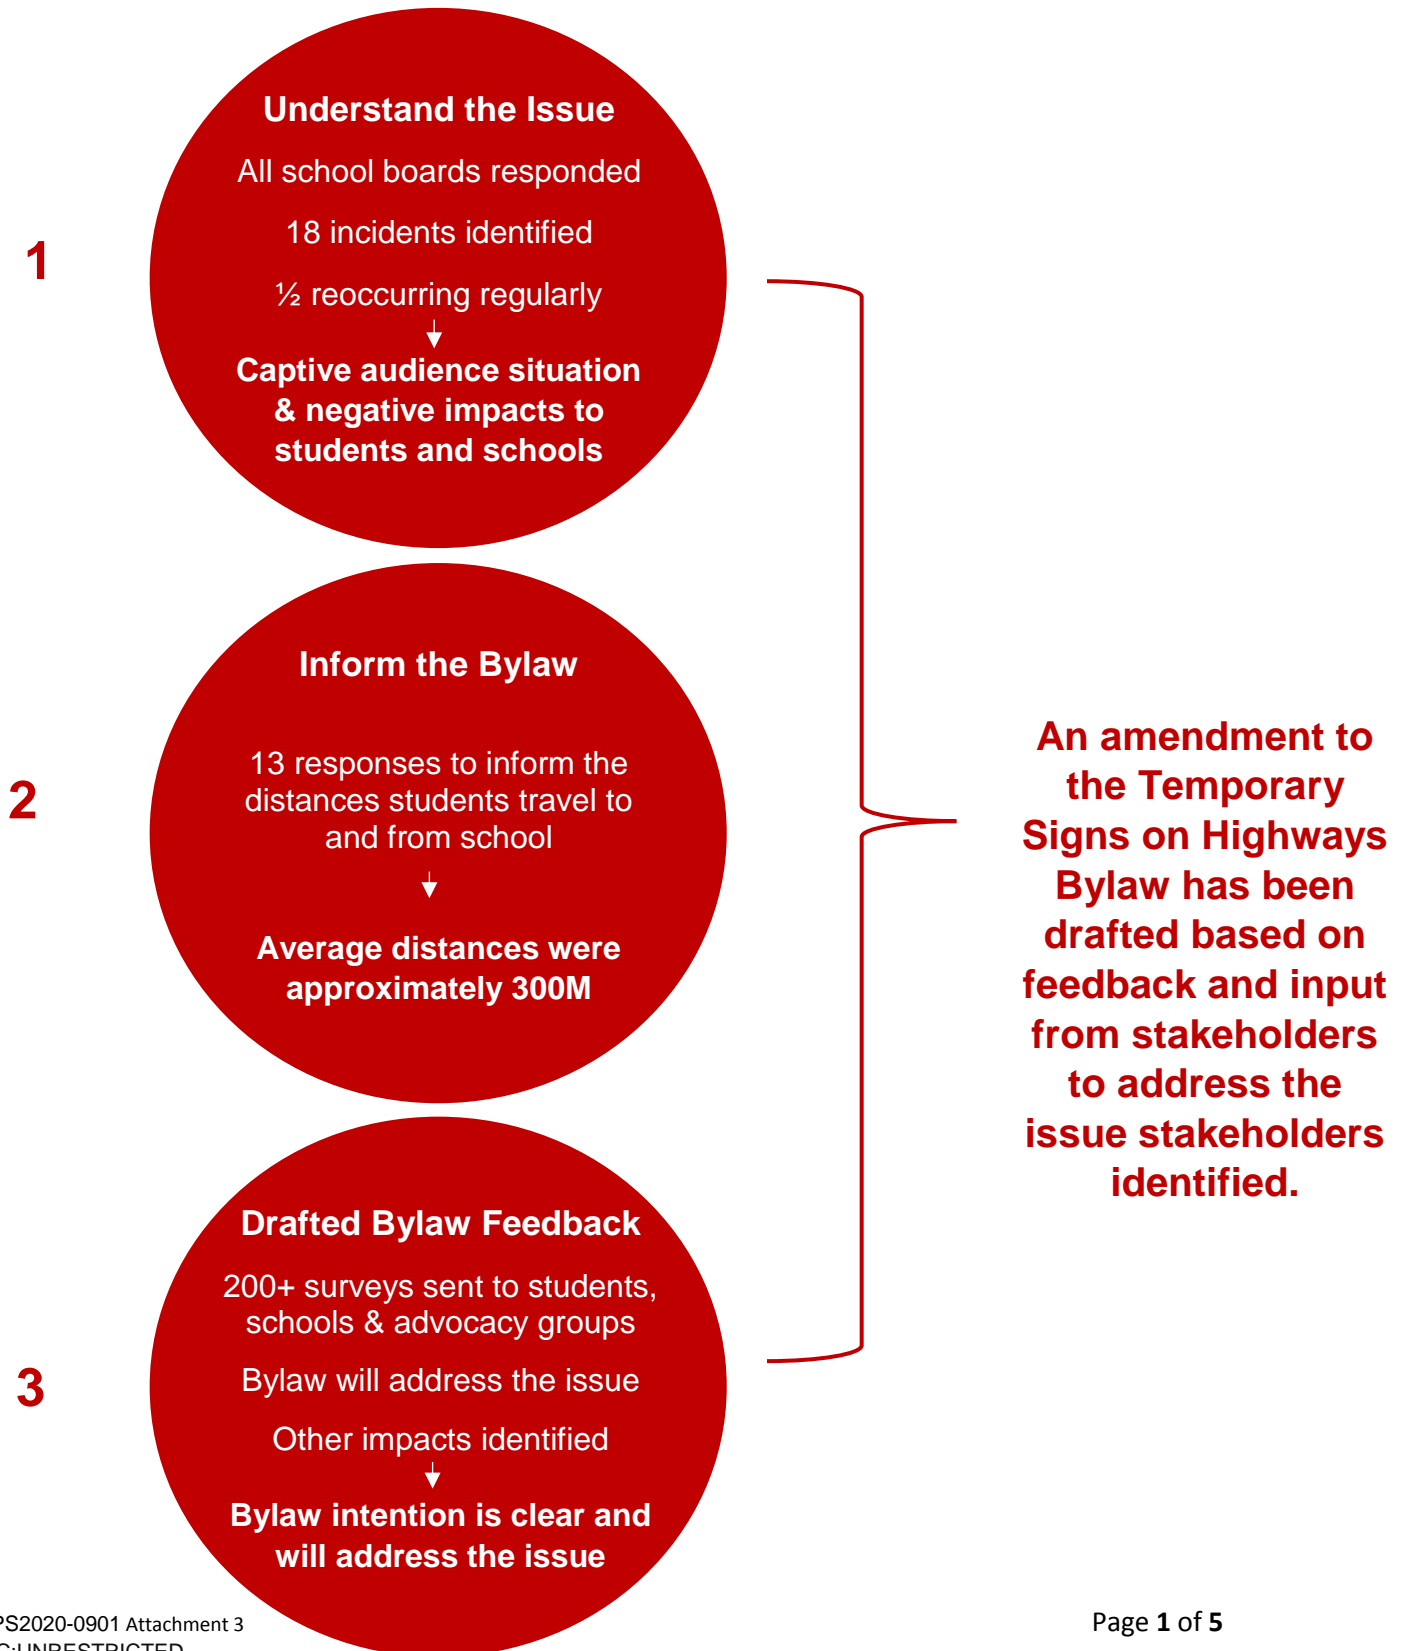 1
Understand the Issue
All school boards responded
18 incidents identified
½ reoccurring regularly
Captive audience situation
& negative impacts to
students and schools
2
Inform the Bylaw
13 responses to inform the
distances students travel to
and from school
Average distances were
approximately 300M
3
Drafted Bylaw Feedback
200+ surveys sent to students,
schools & advocacy groups
Bylaw will address the issue
Other impacts identified
Bylaw intention is clear and
will address the issue
An amendment to
the Temporary
Signs on Highways
Bylaw has been
drafted based on
feedback and input
from stakeholders
to address the
issue stakeholders
identified.
PS2020-0901 Attachment 3
C:UNRESTRICTED
Page 1 of 5